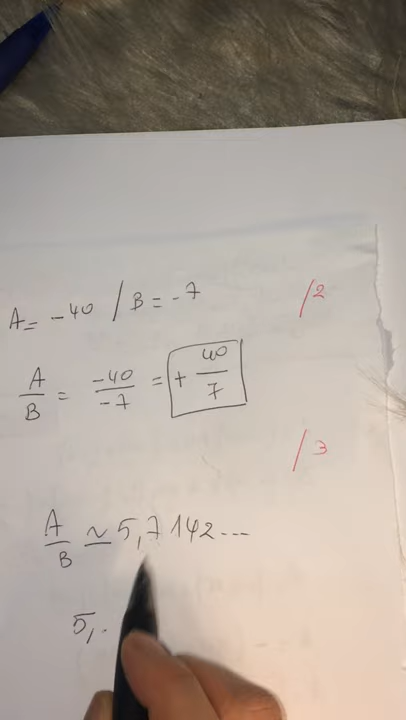 A = -40 / B = -7 /2
A/B = -40/-7 = + 40/7
/3
A/B ≃ 5,7142...
5,.